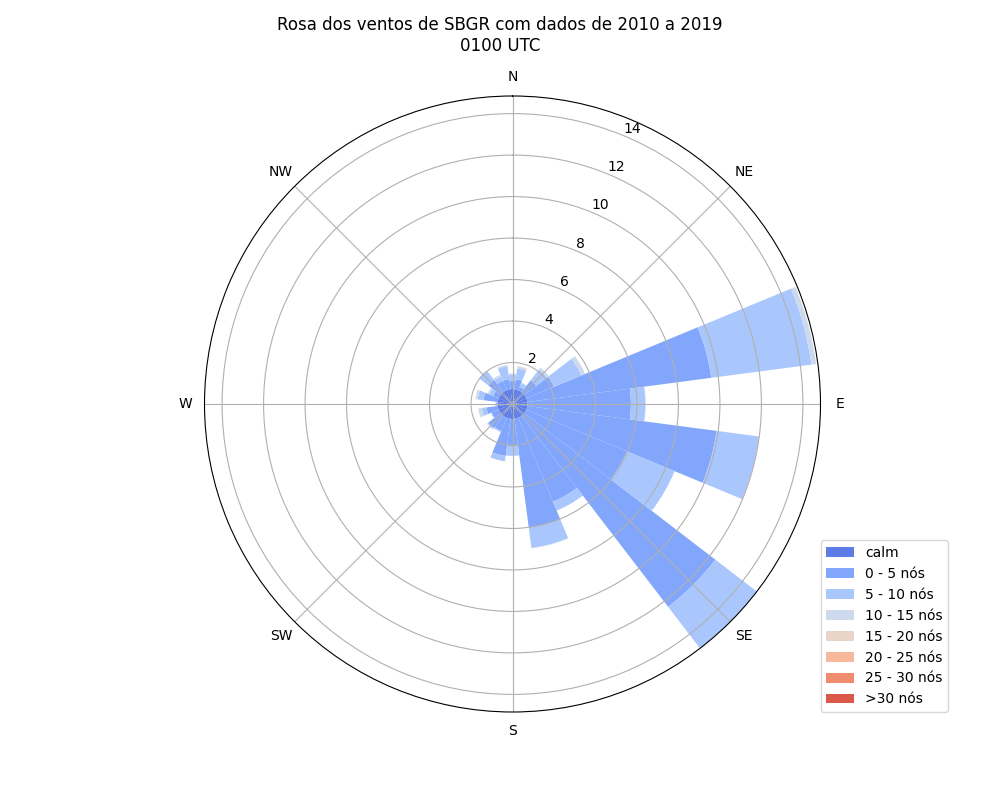 Rosa dos ventos de SBGR com dados de 2010 a 2019
0100 UTC
N
NW
NE
14
12
10
8
6
4
2
W
E
SW
SE
S
calm
0 - 5 nós
5 - 10 nós
10 - 15 nós
15 - 20 nós
20 - 25 nós
25 - 30 nós
>30 nós